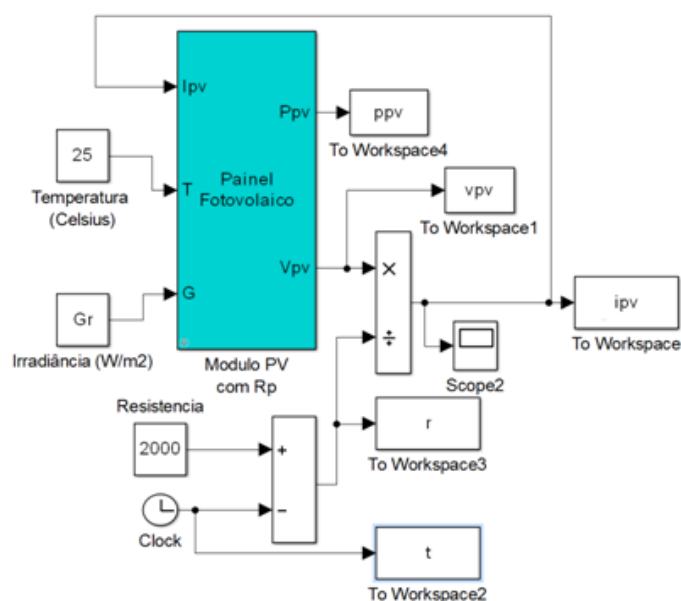 Ipv
Ppv
ppv
To Workspace4
25
Temperatura
(Celsius)
T
Painel
Fotovolaico
vpv
To Workspace1
Vpv
×
G
Gr
Irradiância (W/m2)
÷
ipv
To Workspace
Modulo PV
com Rp
Scope2
Resistencia
2000
+
−
r
To Workspace3
Clock
t
To Workspace2